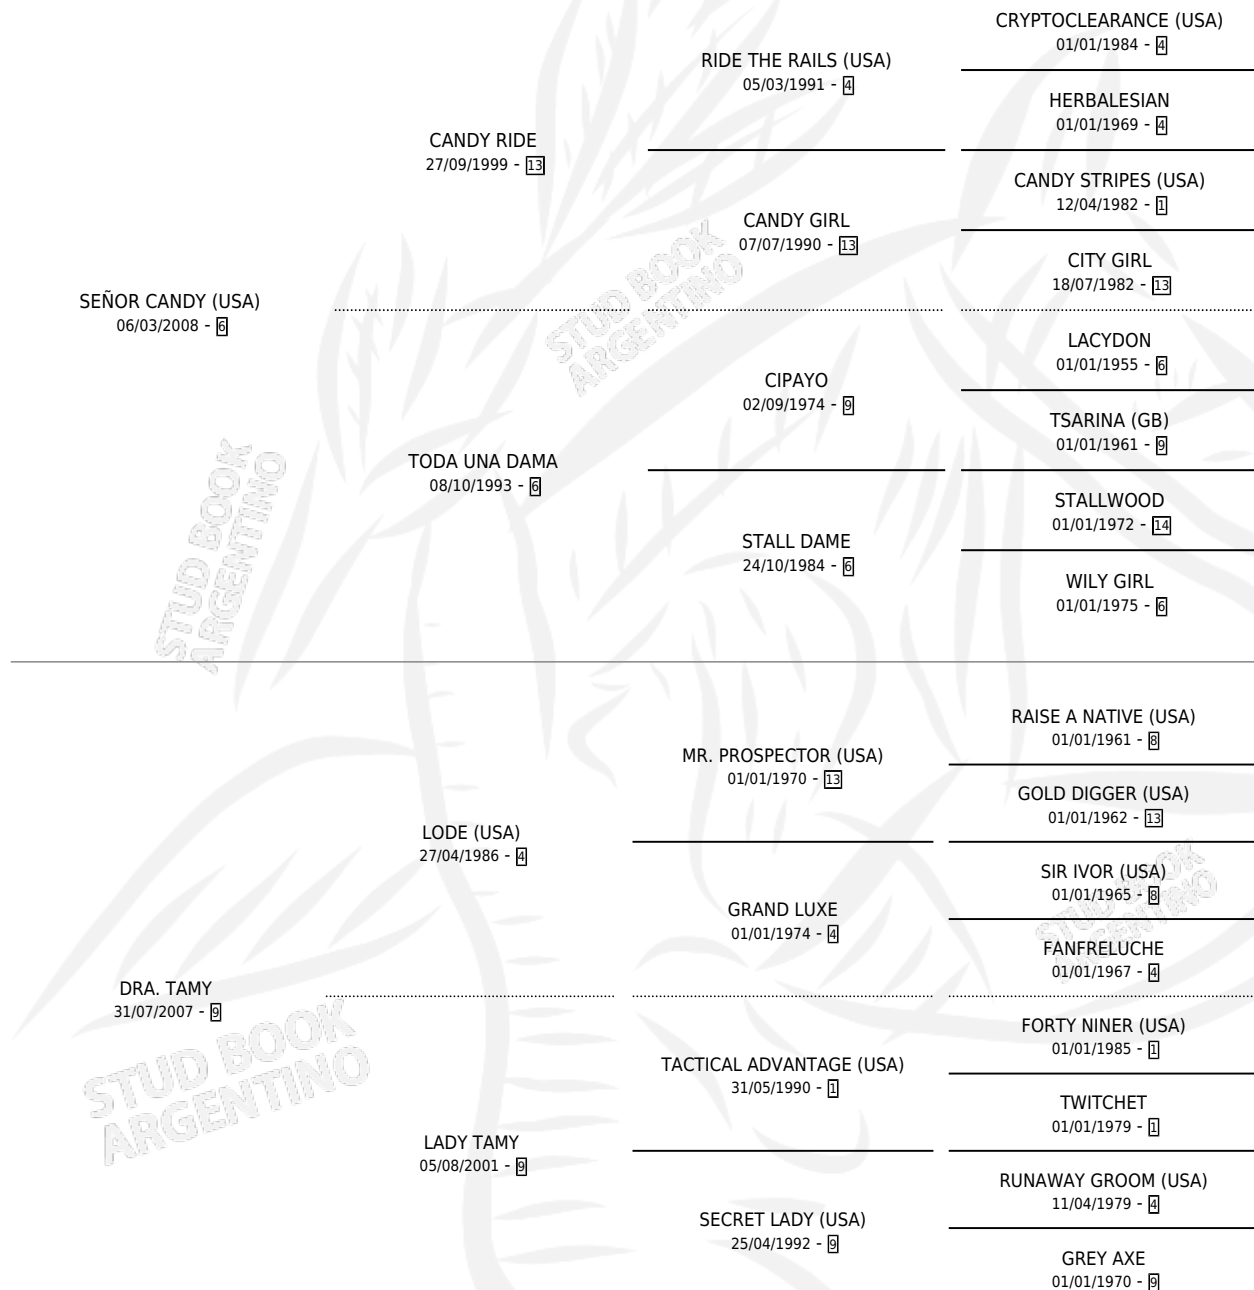 CRYPTOCLEARANCE (USA)
01/01/1984 - 4
RIDE THE RAILS (USA)
05/03/1991 - 4
HERBALESIAN
01/01/1969 - 4
CANDY RIDE
27/09/1999 - 13
CANDY STRIPES (USA)
12/04/1982 - 1
CANDY GIRL
07/07/1990 - 13
CITY GIRL
18/07/1982 - 13
SEÑOR CANDY (USA)
06/03/2008 - 6
LACYDON
01/01/1955 - 6
CIPAYO
02/09/1974 - 9
TSARINA (GB)
01/01/1961 - 9
TODA UNA DAMA
08/10/1993 - 6
STALLWOOD
01/01/1972 - 14
STALL DAME
24/10/1984 - 6
WILY GIRL
01/01/1975 - 6
STUD BOOK
ARGENTINO
STUD BOOK
ARGENTINO
RAISE A NATIVE (USA)
01/01/1961 - 8
MR. PROSPECTOR (USA)
01/01/1970 - 13
GOLD DIGGER (USA)
01/01/1962 - 13
LODE (USA)
27/04/1986 - 4
SIR IVOR (USA)
01/01/1965 - 8
GRAND LUXE
01/01/1974 - 4
FANFRELUCHE
01/01/1967 - 4
STUD BOOK
ARGENTINO
DRA. TAMY
31/07/2007 - 9
FORTY NINER (USA)
01/01/1985 - 1
TACTICAL ADVANTAGE (USA)
31/05/1990 - 1
TWITCHET
01/01/1979 - 1
STUD BOOK
ARGENTINO
LADY TAMY
05/08/2001 - 9
RUNAWAY GROOM (USA)
11/04/1979 - 4
SECRET LADY (USA)
25/04/1992 - 9
GREY AXE
01/01/1970 - 9